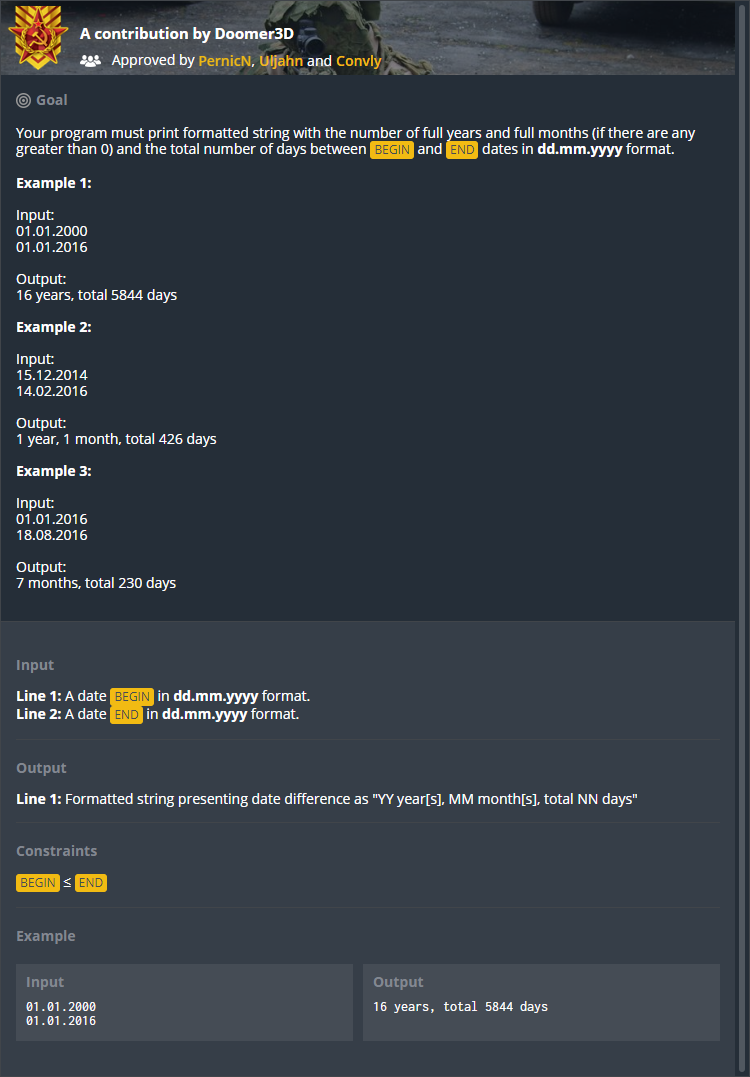 A contribution by Doomer3D
Approved by PernicN, Uljahn and Convly
Goal
Your program must print formatted string with the number of full years and full months (if there are any
greater than 0) and the total number of days between BEGIN and END dates in dd.mm.yyyy format.
Example 1:
Input:
01.01.2000
01.01.2016
Output:
16 years, total 5844 days
Example 2:
Input:
15.12.2014
14.02.2016
Output:
1 year, 1 month, total 426 days
Example 3:
Input:
01.01.2016
18.08.2016
Output:
7 months, total 230 days
Input
Line 1: A date BEGIN in dd.mm.yyyy format.
Line 2: A date END in dd.mm.yyyy format.
Output
Line 1: Formatted string presenting date difference as "YY year[s], MM month[s], total NN days"
Constraints
BEGIN ≤ END
Example
Input
01.01.2000
01.01.2016
Output
16 years, total 5844 days